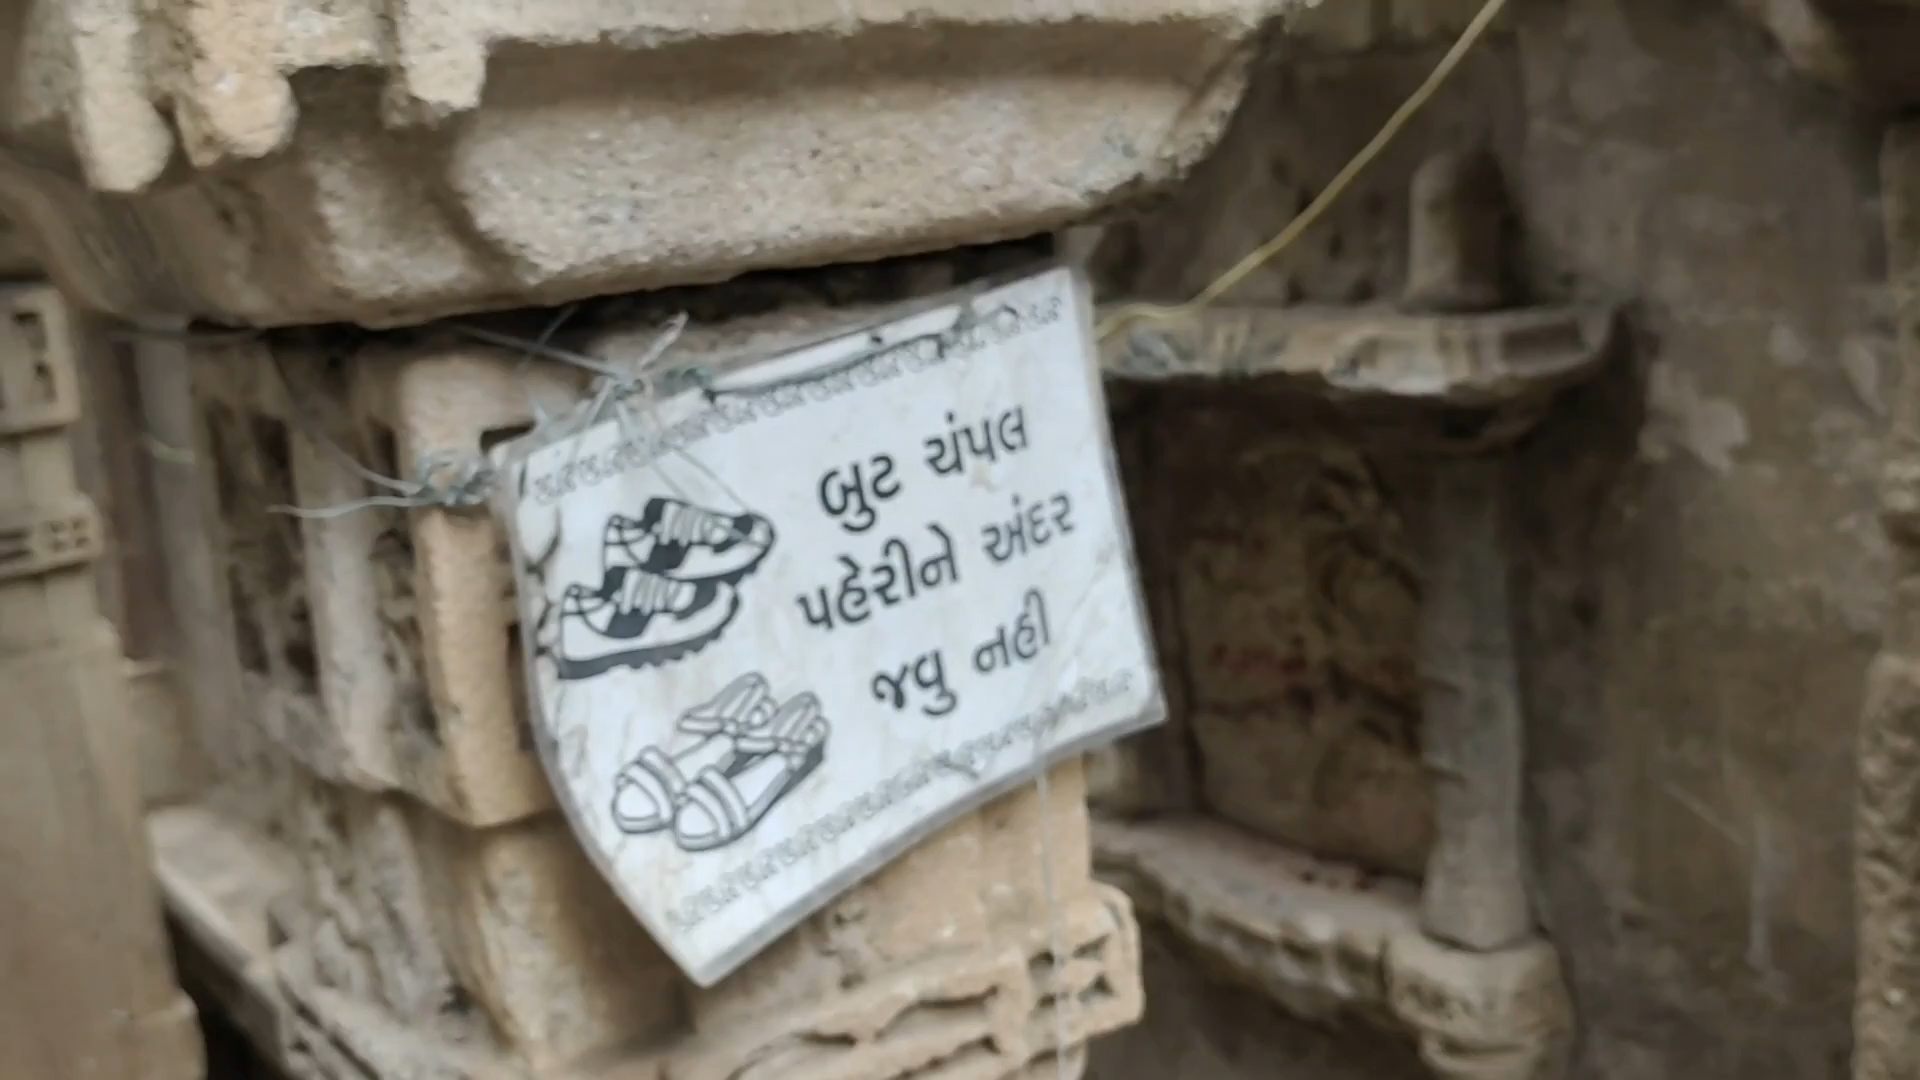 બુટ ચંપલ
પહેરીને અંદર
જવુ નહી